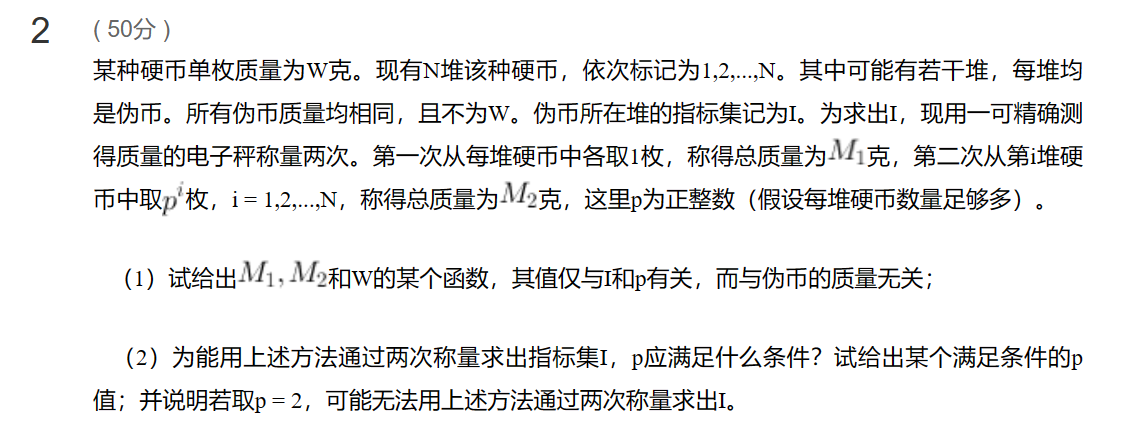 2 （50分）
某种硬币单枚质量为W克。现有N堆该种硬币，依次标记为1,2,...,N。其中可能有若干堆，每堆均
是伪币。所有伪币质量均相同，且不为W。伪币所在堆的指标集记为I。为求出I，现用一可精确测
得质量的电子秤称量两次。第一次从每堆硬币中各取1枚，称得总质量为M₁克，第二次从第i堆硬
币中取pⁱ枚，i = 1,2,...,N，称得总质量为M₂克，这里p为正整数（假设每堆硬币数量足够多）。
（1）试给出M₁, M₂和W的某个函数，其值仅与I和p有关，而与伪币的质量无关；
（2）为能用上述方法通过两次称量求出指标集I，p应满足什么条件？试给出某个满足条件的p
值；并说明若取p = 2，可能无法用上述方法通过两次称量求出I。